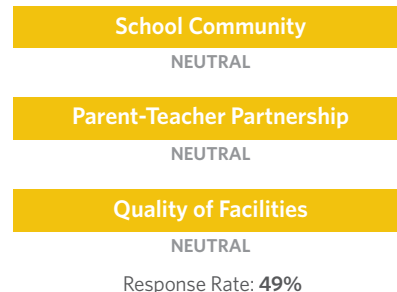 School Community
NEUTRAL
Parent-Teacher Partnership
NEUTRAL
Quality of Facilities
NEUTRAL
Response Rate: 49%